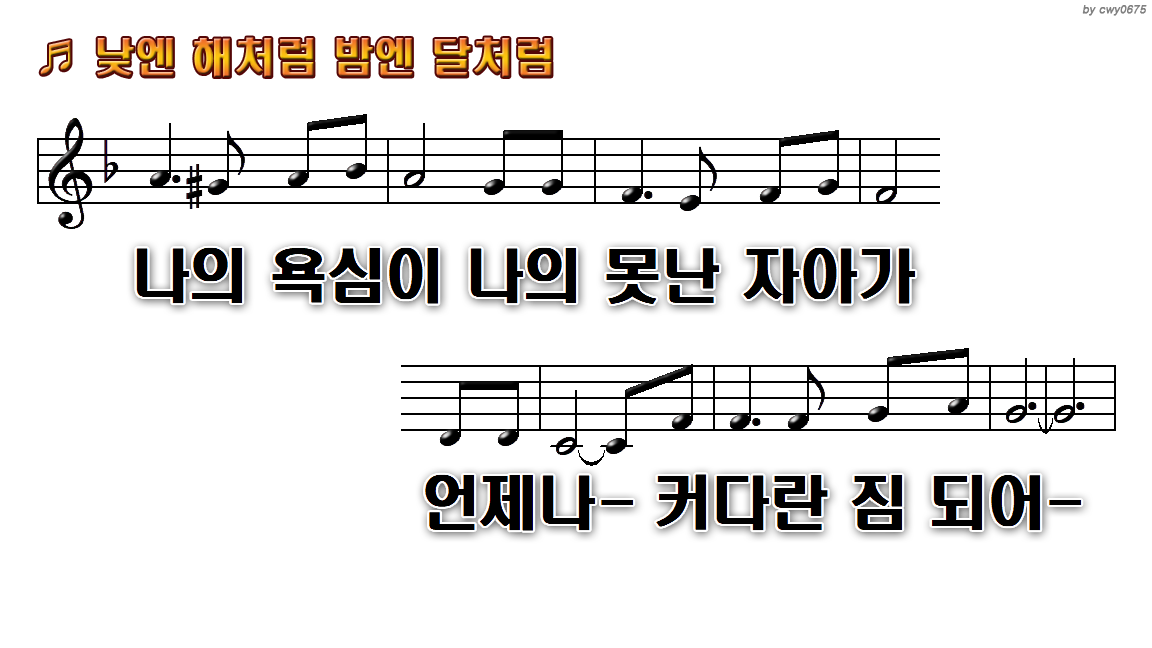 by cwy0675
♬ 낮엔 해처럼 밤엔 달처럼
나의 욕심이 나의 못난 자아가
언제나- 커다란 짐 되어-